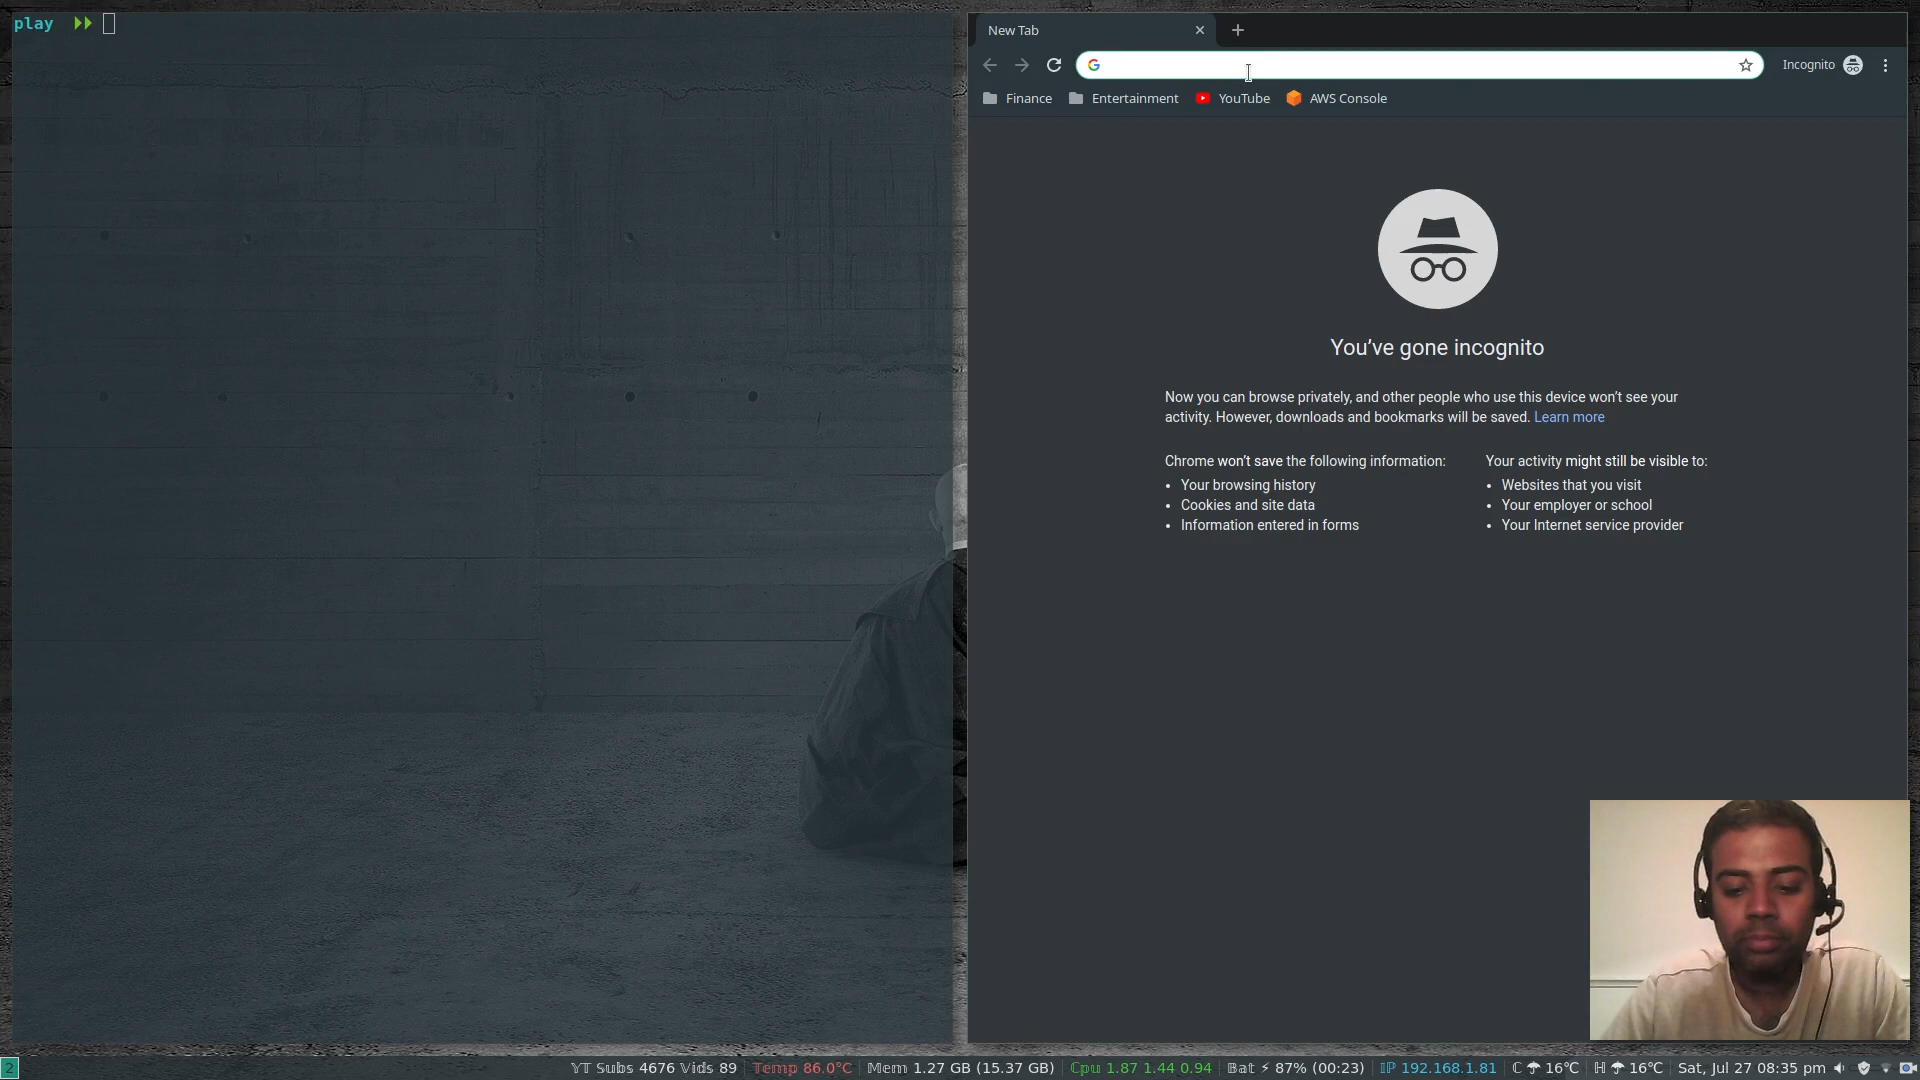 play
New Tab
Incognito
Finance Entertainment YouTube AWS Console
You've gone incognito
Now you can browse privately, and other people who use this device won't see your
activity. However, downloads and bookmarks will be saved. Learn more
Chrome won't save the following information:
• Your browsing history
• Cookies and site data
• Information entered in forms
Your activity might still be visible to:
• Websites that you visit
• Your employer or school
• Your Internet service provider
2 YT Subs 4676 Vids 89 Temp 86.0°C Mem 1.27 GB (15.37 GB) Cpu 1.87 1.44 0.94 Bat ⚡ 87% (00:23) IP 192.168.1.81 C ☂ 16°C H ☂ 16°C Sat, Jul 27 08:35 pm